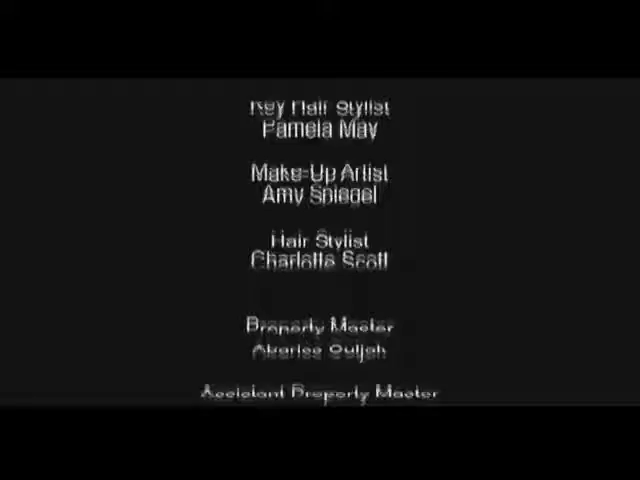 Key Hair Stylist
Pamela May
Make-Up Artist
Amy Spiegel
Hair Stylist
Charlotte Scott
Property Master
Assistant Property Master